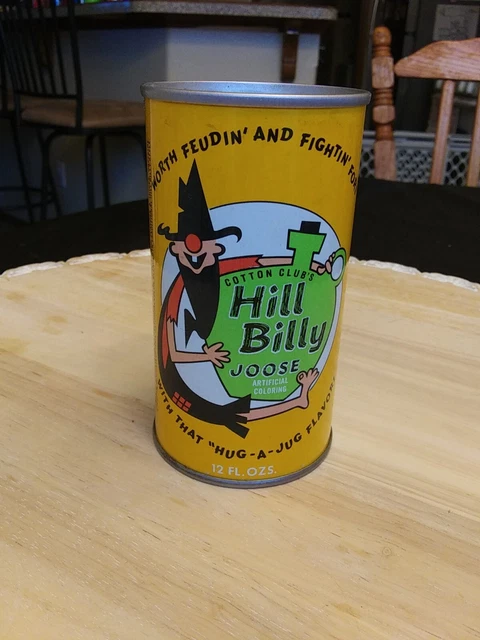 WORTH FEUDIN' AND FIGHTIN' FOR
COTTON CLUB'S
Hill
Billy
JOOSE
ARTIFICIAL
COLORING
WITH THAT "HUG-A-JUG FLAVOR
12 FL. OZS.